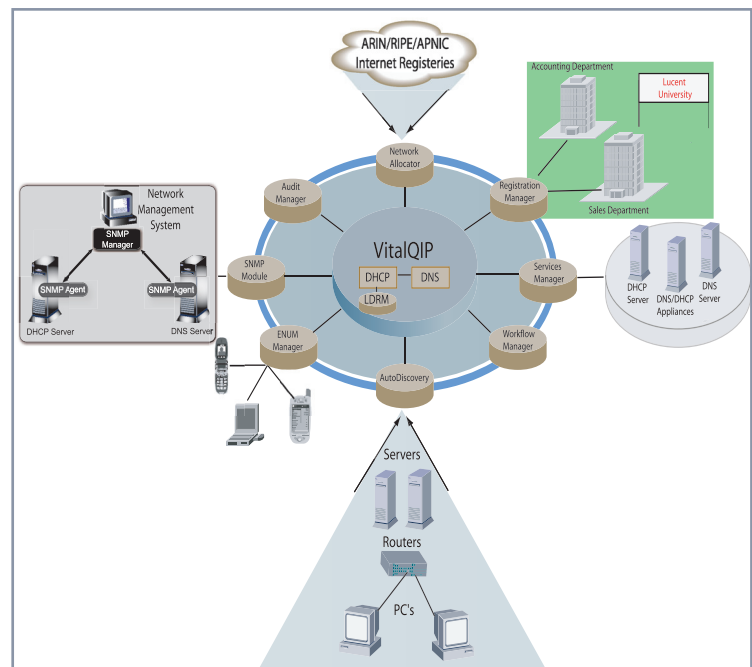 ARIN/RIPE/APNIC
Internet Registeries
Accounting Department
Lucent
University
Network
Allocator
Audit
Manager
Registration
Manager
Sales Department
Network
Management
System
SNMP
Manager
SNMP Agent
SNMP Agent
DHCP Server
DNS Server
VitalQIP
DHCP
DNS
LDRM
SNMP
Module
Services
Manager
DHCP
Server
DNS/DHCP
Appliances
DNS
Server
ENUM
Manager
Workflow
Manager
AutoDiscovery
Servers
Routers
PC's